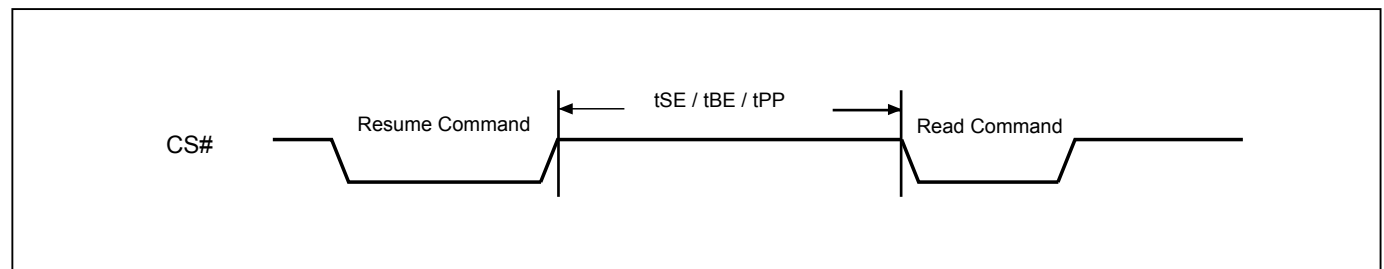 tSE / tBE / tPP
Resume Command
Read Command
CS#